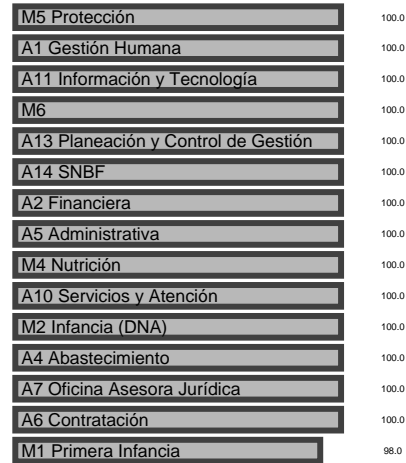 M5 Protección 100.0
A1 Gestión Humana 100.0
A11 Información y Tecnología 100.0
M6 100.0
A13 Planeación y Control de Gestión 100.0
A14 SNBF 100.0
A2 Financiera 100.0
A5 Administrativa 100.0
M4 Nutrición 100.0
A10 Servicios y Atención 100.0
M2 Infancia (DNA) 100.0
A4 Abastecimiento 100.0
A7 Oficina Asesora Jurídica 100.0
A6 Contratación 100.0
M1 Primera Infancia 98.0